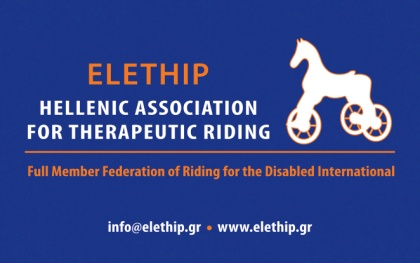 ELETHIP
HELLENIC ASSOCIATION
FOR THERAPEUTIC RIDING
Full Member Federation of Riding for the Disabled International
info@elethip.gr • www.elethip.gr